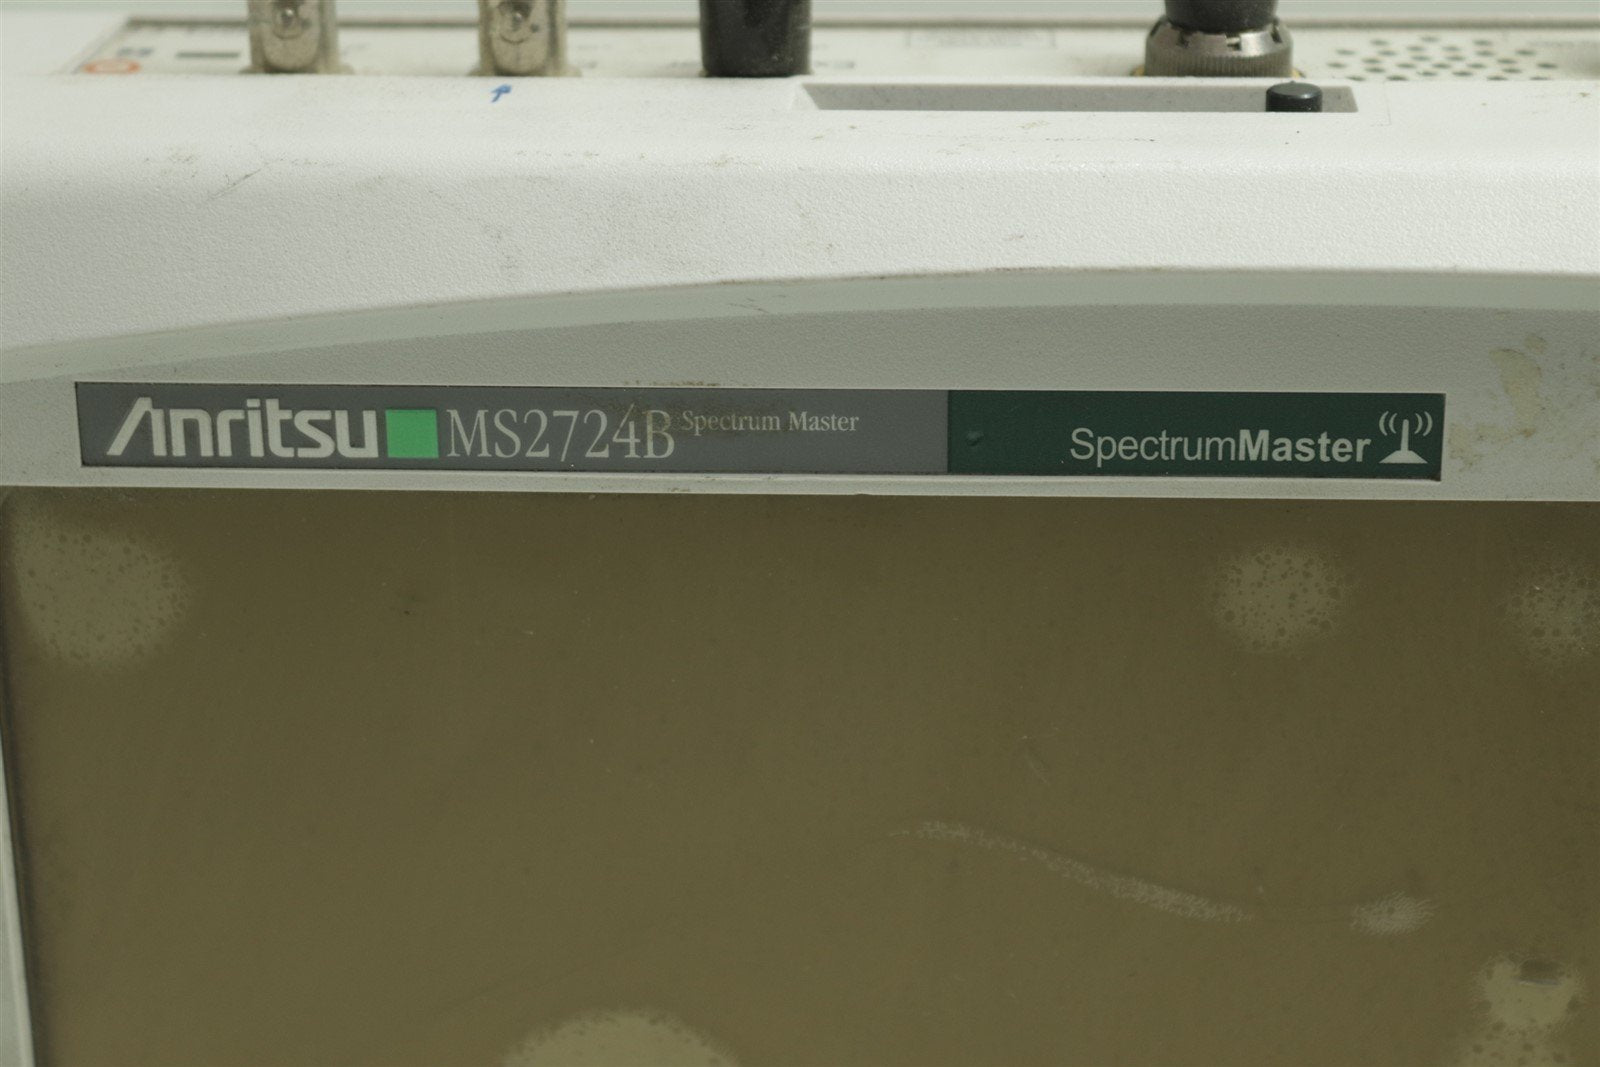 Anritsu MS2724B Spectrum Master
SpectrumMaster